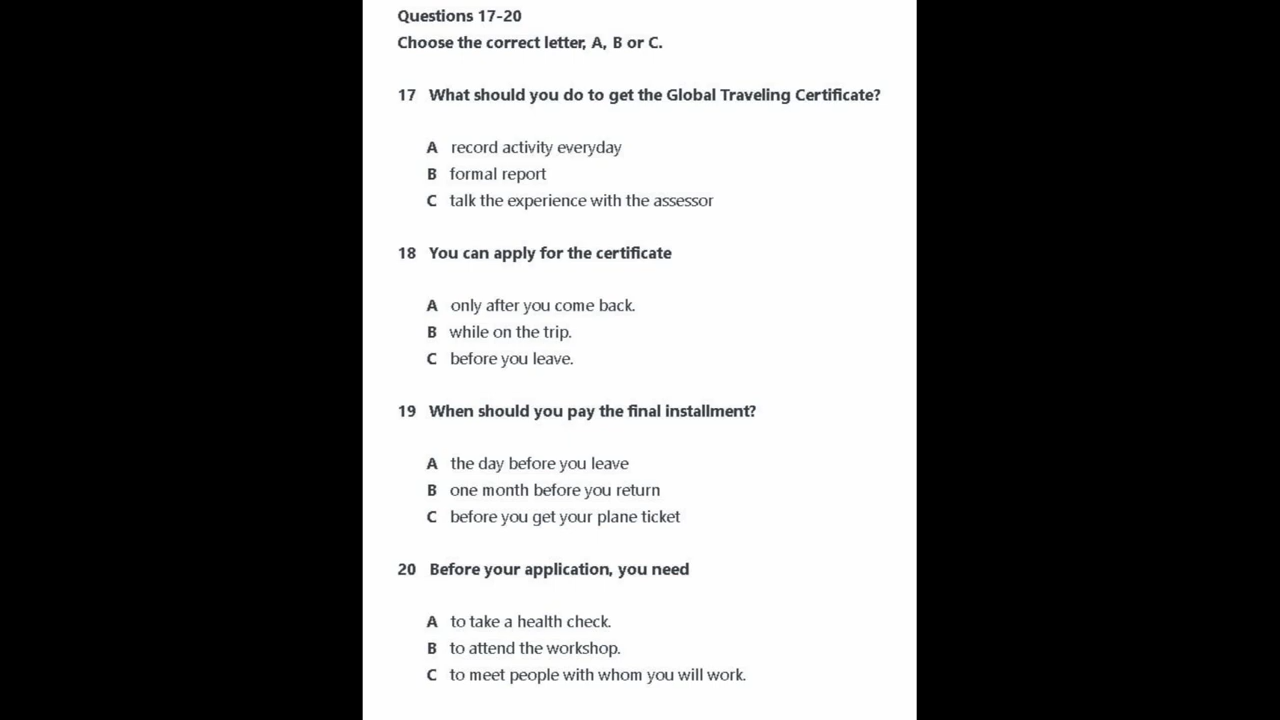 Questions 17-20
Choose the correct letter, A, B or C.
17 What should you do to get the Global Traveling Certificate?
A record activity everyday
B formal report
C talk the experience with the assessor
18 You can apply for the certificate
A only after you come back.
B while on the trip.
C before you leave.
19 When should you pay the final installment?
A the day before you leave
B one month before you return
C before you get your plane ticket
20 Before your application, you need
A to take a health check.
B to attend the workshop.
C to meet people with whom you will work.